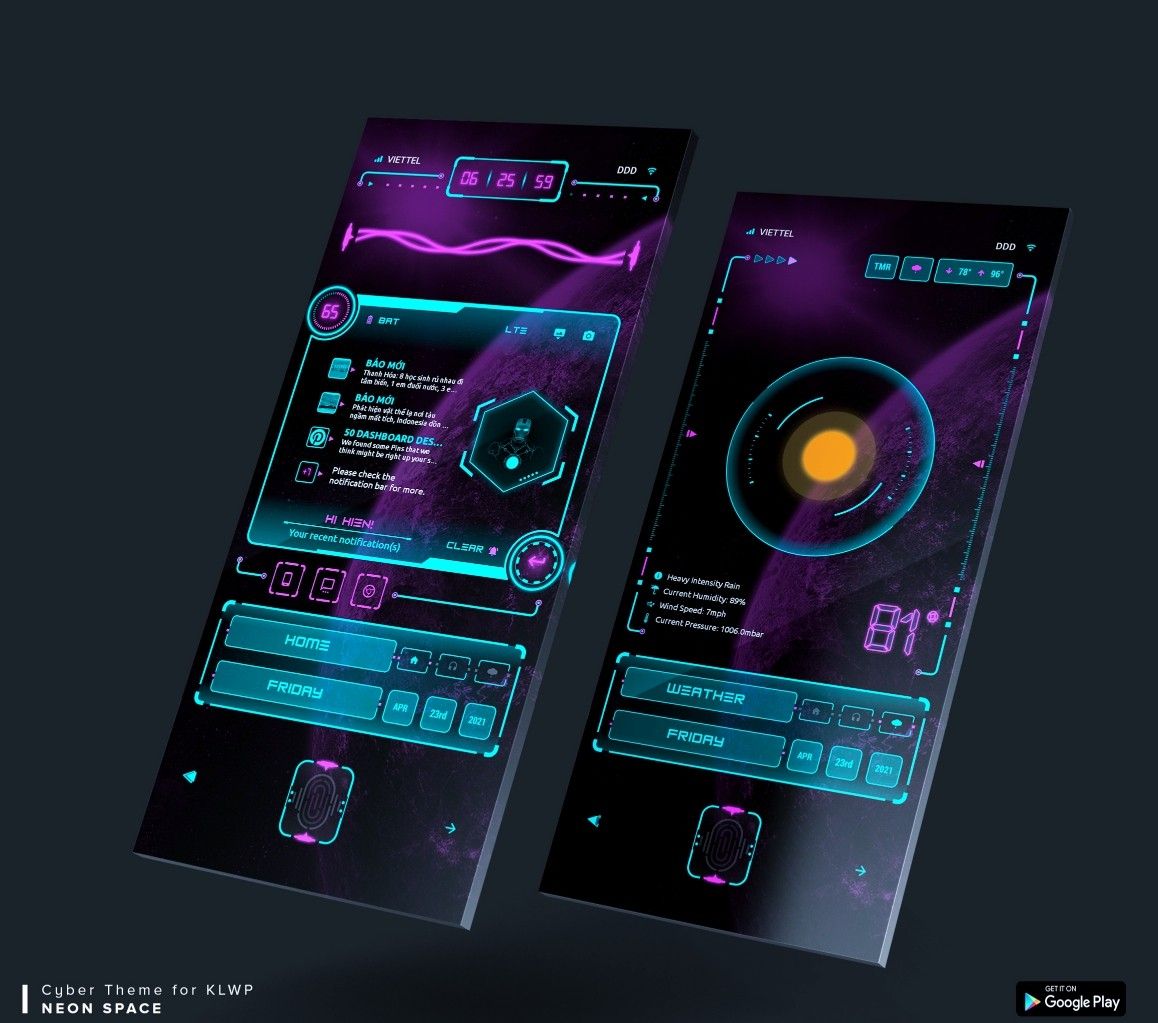 VIETTEL
DDD
06 25 59
65
BAT
LTE
BÁO MỚI
Thanh Hóa: 8 học sinh rủ nhau đi
tắm biển, 1 em đuối nước, 3 e...
BÁO MỚI
Phát hiện vật thể lạ nơi tàu
ngầm mất tích, Indonesia dồn ...
50 DASHBOARD DES...
We found some Pins that we
think might be right up your s...
+1
Please check the
notification bar for more.
HI HIEN!
Your recent notification(s)
CLEAR
HOME
FRIDAY
APR 23rd 2021
VIETTEL
DDD
TMR
78° 96°
Heavy Intensity Rain
Current Humidity: 89%
Wind Speed: 7mph
Current Pressure: 1006.0mbar
81°
WEATHER
FRIDAY
APR 23rd 2021
Cyber Theme for KLWP
NEON SPACE
GET IT ON
Google Play